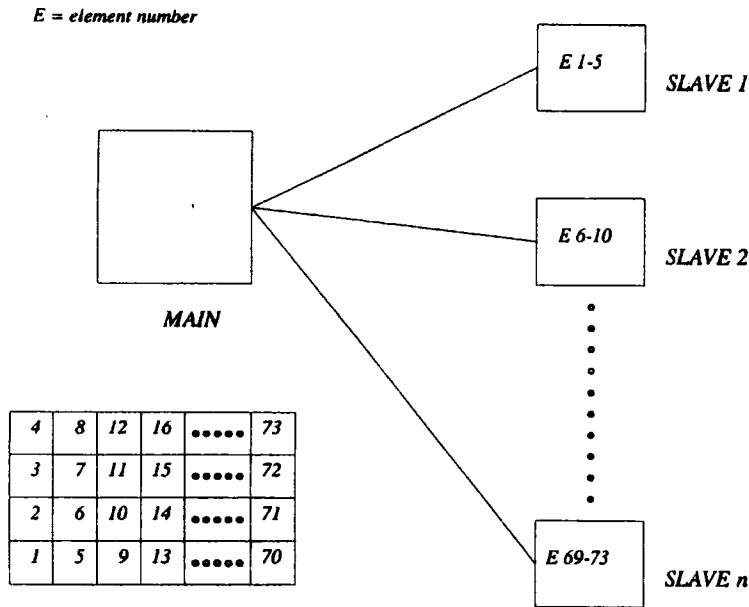 E = element number
E 1-5
SLAVE 1
E 6-10
SLAVE 2
MAIN
4 8 12 16 ••••• 73
3 7 11 15 ••••• 72
2 6 10 14 ••••• 71
1 5 9 13 ••••• 70
E 69-73
SLAVE n